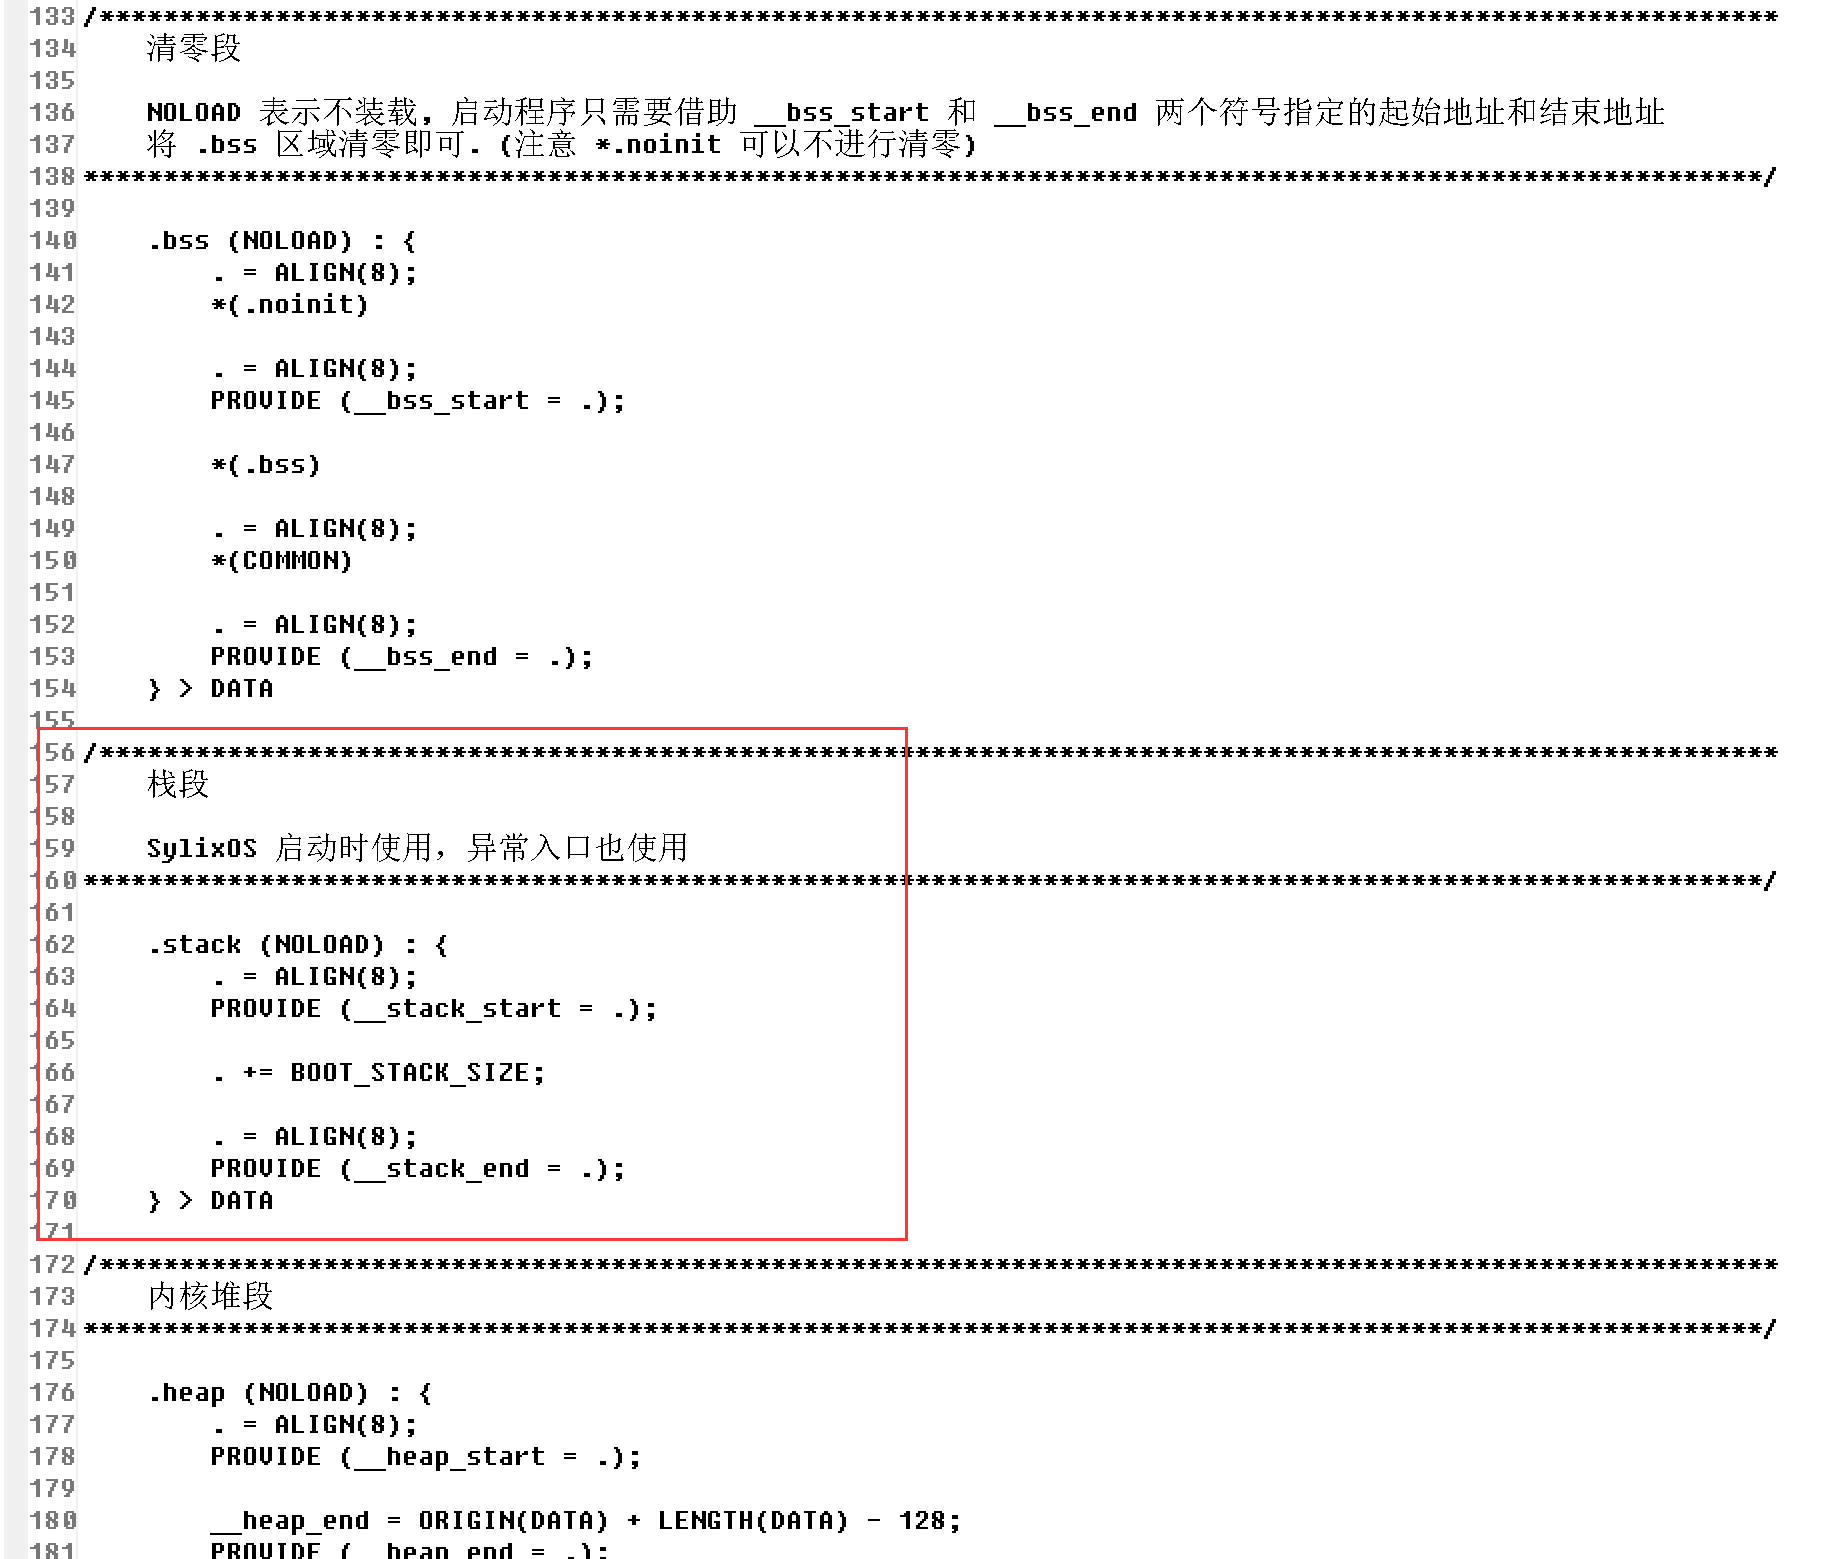 133 /*********************************************************************************************************
134     清零段
135
136     NOLOAD 表示不装载，启动程序只需要借助 __bss_start 和 __bss_end 两个符号指定的起始地址和结束地址
137     将 .bss 区域清零即可. (注意 *.noinit 可以不进行清零)
138 *********************************************************************************************************/
139
140     .bss (NOLOAD) : {
141         . = ALIGN(8);
142         *(.noinit)
143
144         . = ALIGN(8);
145         PROVIDE (__bss_start = .);
146
147         *(.bss)
148
149         . = ALIGN(8);
150         *(COMMON)
151
152         . = ALIGN(8);
153         PROVIDE (__bss_end = .);
154     } > DATA
155
156 /*********************************************************************************************************
157     栈段
158
159     SylixOS 启动时使用，异常入口也使用
160 *********************************************************************************************************/
161
162     .stack (NOLOAD) : {
163         . = ALIGN(8);
164         PROVIDE (__stack_start = .);
165
166         . += BOOT_STACK_SIZE;
167
168         . = ALIGN(8);
169         PROVIDE (__stack_end = .);
170     } > DATA
171
172 /*********************************************************************************************************
173     内核堆段
174 *********************************************************************************************************/
175
176     .heap (NOLOAD) : {
177         . = ALIGN(8);
178         PROVIDE (__heap_start = .);
179
180         __heap_end = ORIGIN(DATA) + LENGTH(DATA) - 128;
181         PROVIDE (__heap_end = .);